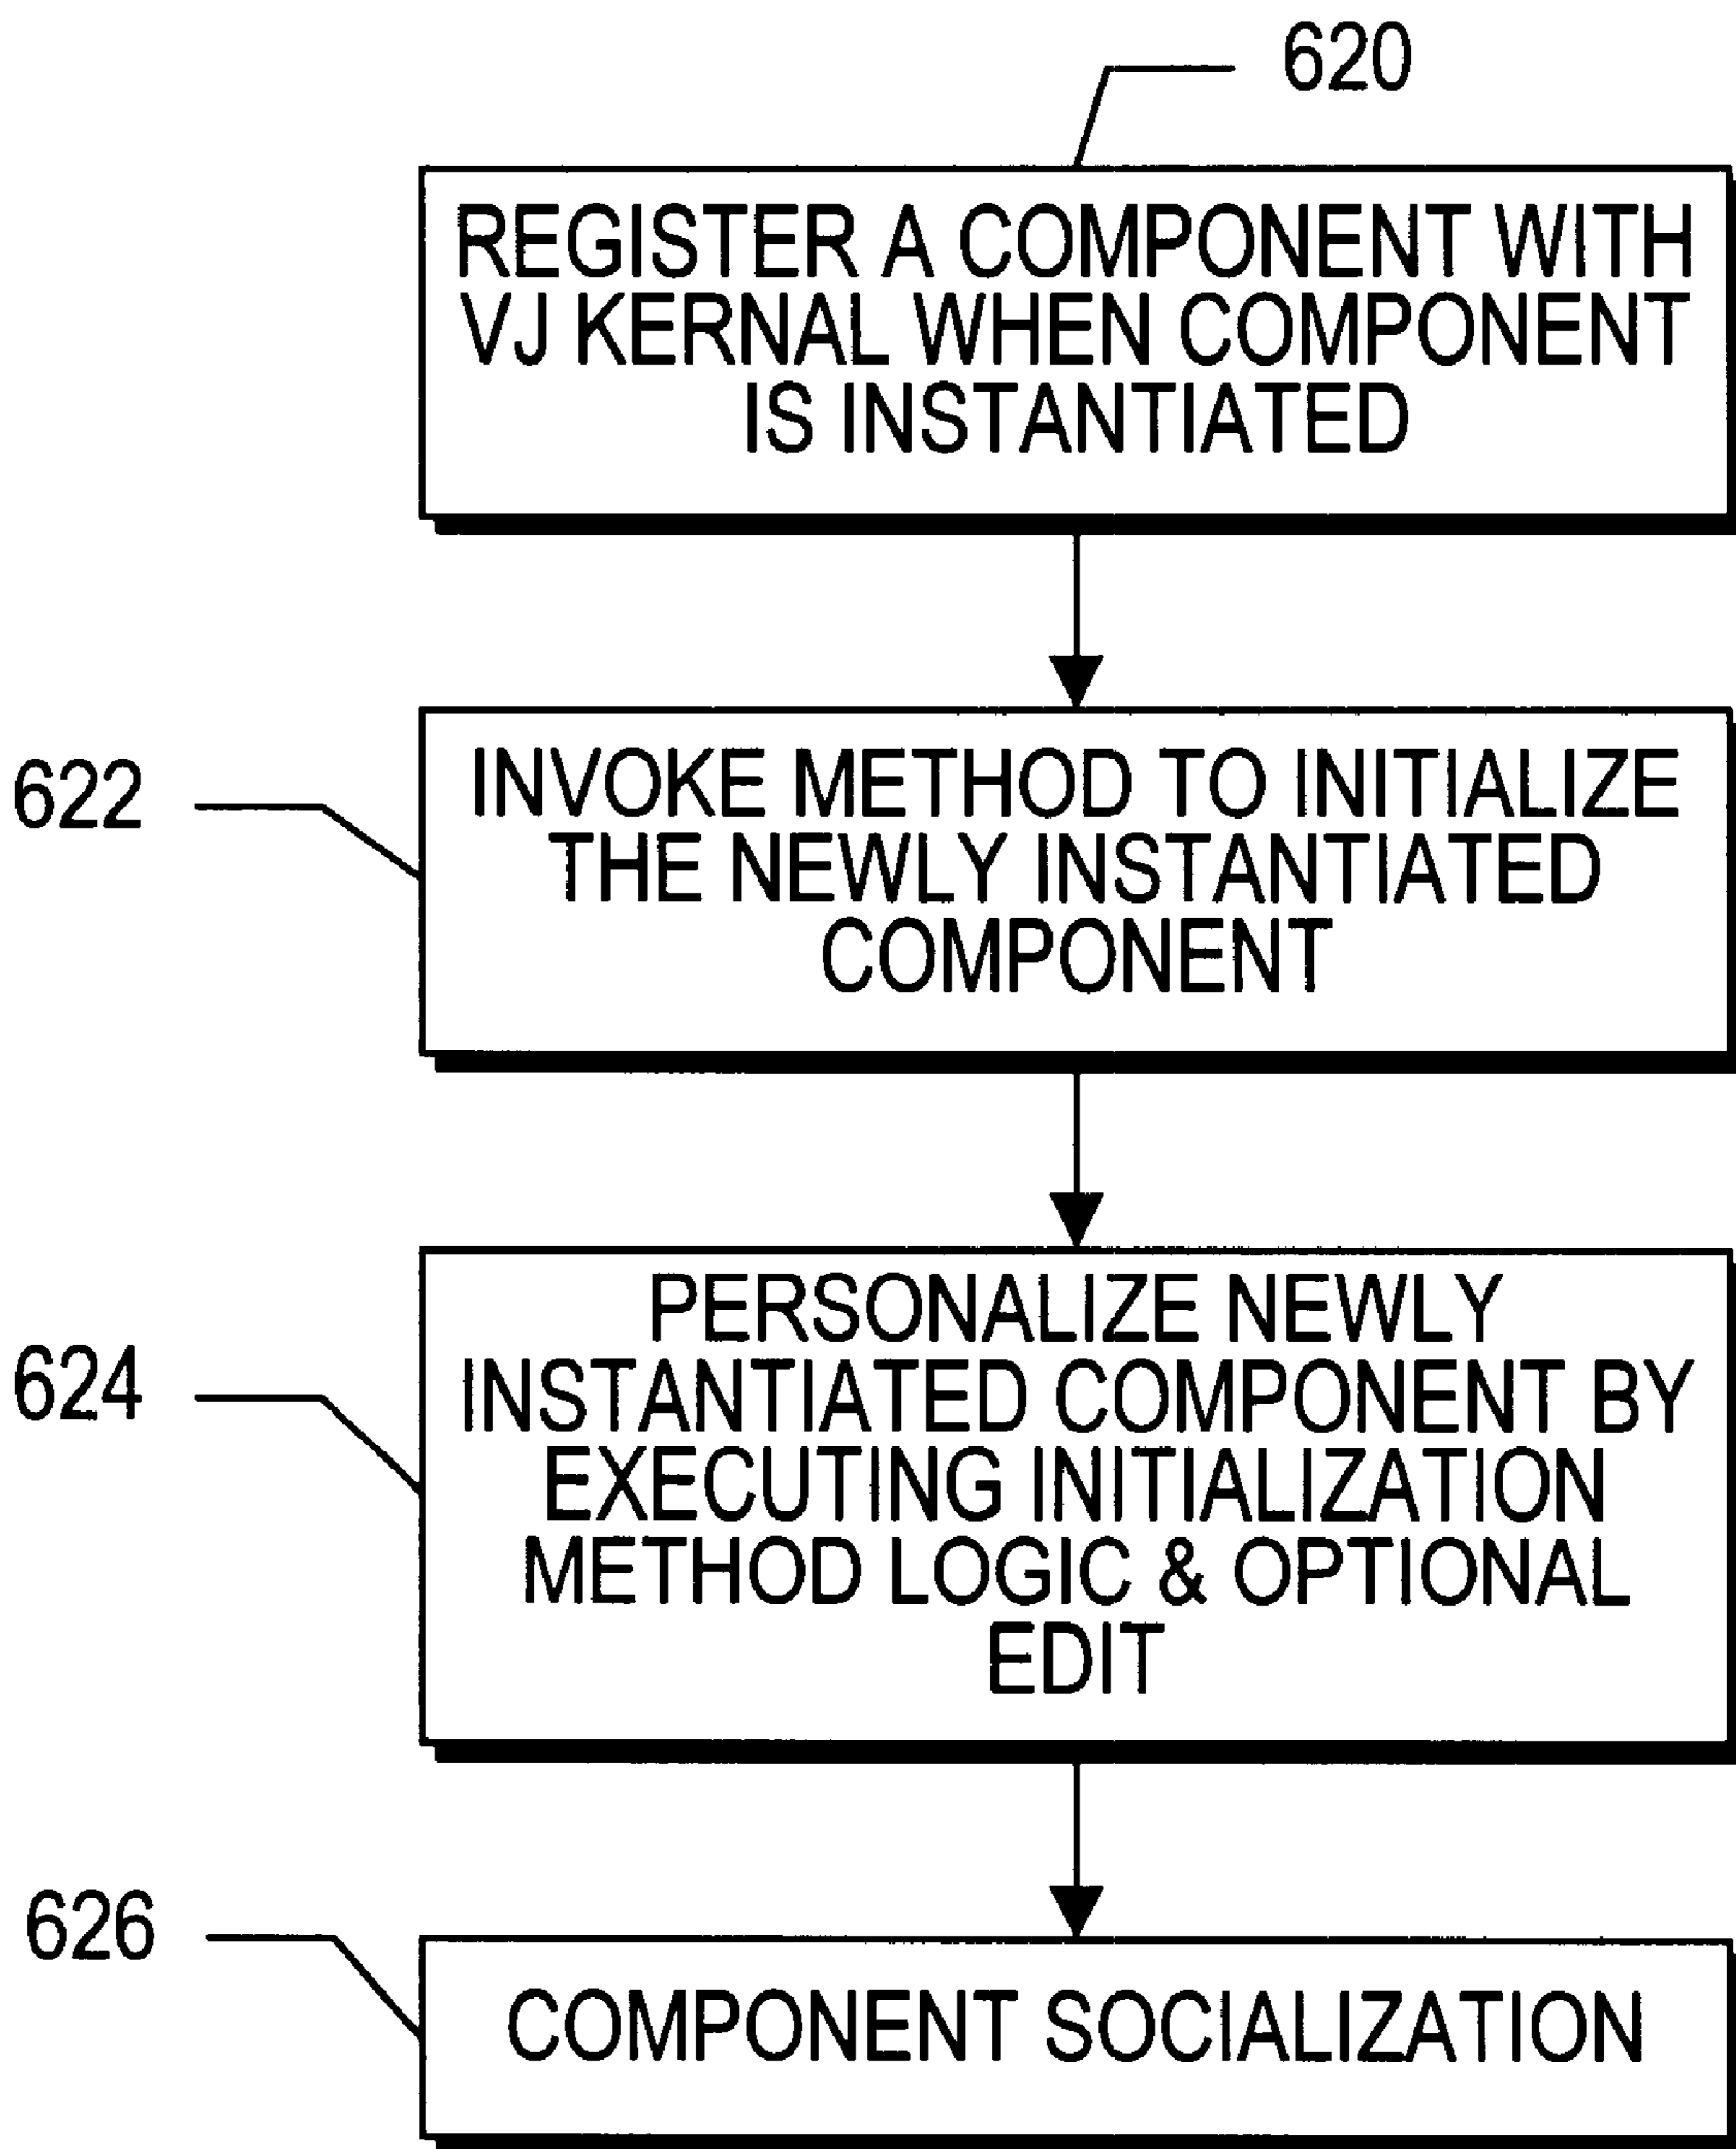 620
REGISTER A COMPONENT WITH
VJ KERNAL WHEN COMPONENT
IS INSTANTIATED
622
INVOKE METHOD TO INITIALIZE
THE NEWLY INSTANTIATED
COMPONENT
624
PERSONALIZE NEWLY
INSTANTIATED COMPONENT BY
EXECUTING INITIALIZATION
METHOD LOGIC & OPTIONAL
EDIT
626
COMPONENT SOCIALIZATION